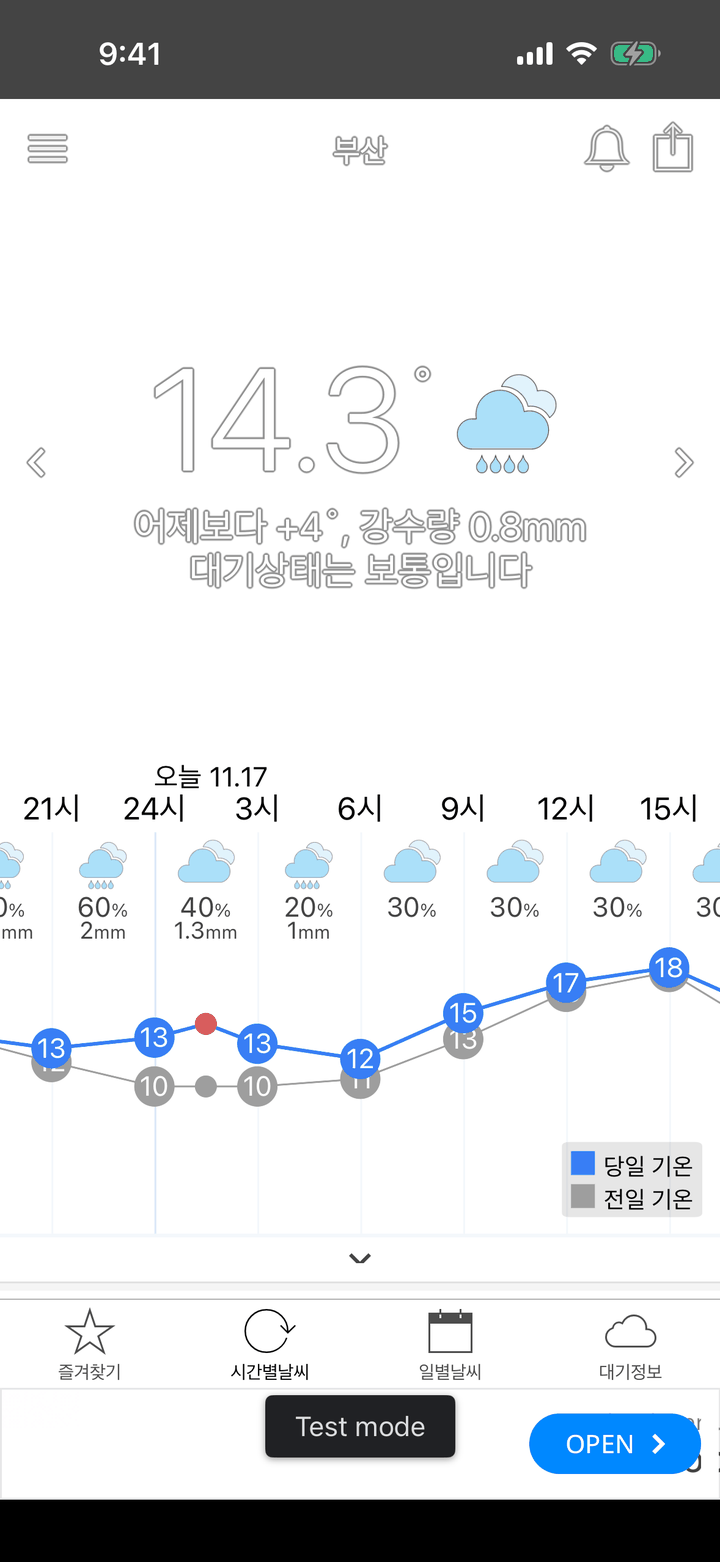 9:41
부산
14.3°
어제보다 +4°, 강수량 0.8mm
대기상태는 보통입니다
오늘 11.17
21시 24시 3시 6시 9시 12시 15시
60% 40% 20% 30% 30% 30%
mm 2mm 1.3mm 1mm
18
17
15
13 13 13 12
13
12 10 10 11
당일 기온
전일 기온
즐겨찾기 시간별날씨 일별날씨 대기정보
Test mode
OPEN